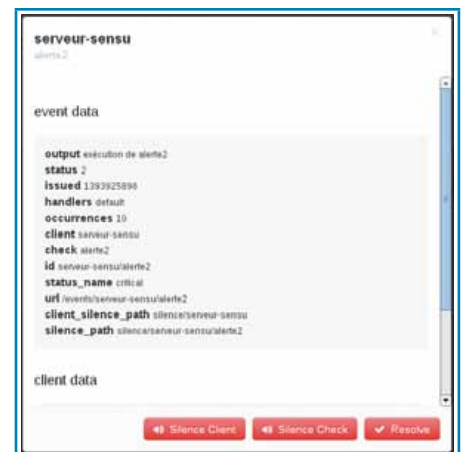 serveur-sensu
alerte2
event data
output exécution de alerte2
status 2
issued 1393925896
handlers default
occurrences 10
client serveur-sensu
check alerte2
id serveur-sensu/alerte2
status_name critical
url /events/serveur-sensu/alerte2
client_silence_path silence/serveur-sensu
silence_path silence/serveur-sensu/alerte2
client data
Silence Client Silence Check Resolve